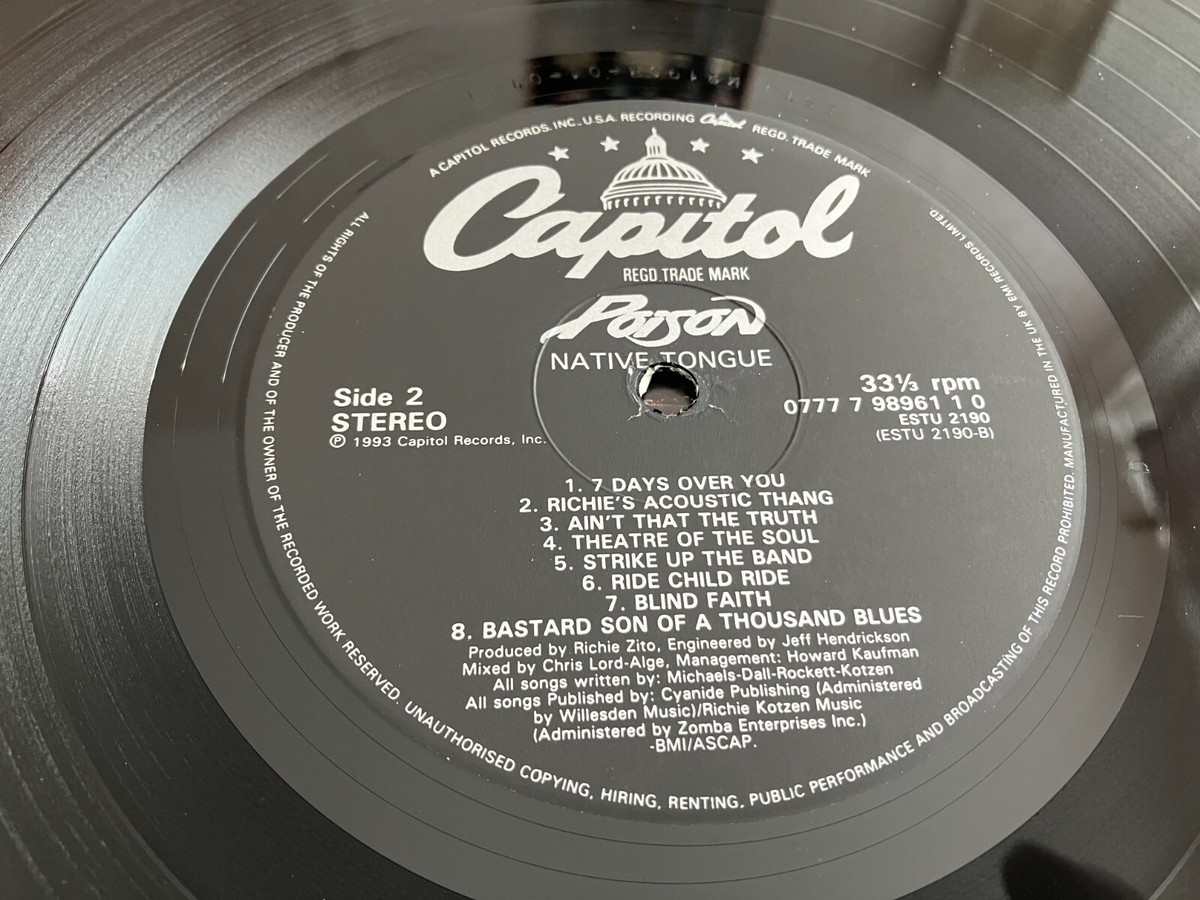 A CAPITOL RECORDS, INC., U.S.A. RECORDING Capitol REGD. TRADE MARK
Capitol
REGD TRADE MARK
Poison
NATIVE TONGUE
Side 2
STEREO
℗ 1993 Capitol Records, Inc.
33⅓ rpm
0777 7 98961 1 0
ESTU 2190
(ESTU 2190-B)
1. 7 DAYS OVER YOU
2. RICHIE'S ACOUSTIC THANG
3. AIN'T THAT THE TRUTH
4. THEATRE OF THE SOUL
5. STRIKE UP THE BAND
6. RIDE CHILD RIDE
7. BLIND FAITH
8. BASTARD SON OF A THOUSAND BLUES
Produced by Richie Zito, Engineered by Jeff Hendrickson
Mixed by Chris Lord-Alge, Management: Howard Kaufman
All songs written by: Michaels-Dall-Rockett-Kotzen
All songs Published by: Cyanide Publishing (Administered
by Willesden Music)/Richie Kotzen Music
(Administered by Zomba Enterprises Inc.)
-BMI/ASCAP.
ALL RIGHTS OF THE PRODUCER AND OF THE OWNER OF THE RECORDED WORK RESERVED. UNAUTHORISED COPYING, HIRING, RENTING, PUBLIC PERFORMANCE AND BROADCASTING OF THIS RECORD PROHIBITED. MANUFACTURED IN THE UK BY EMI RECORDS LIMITED.